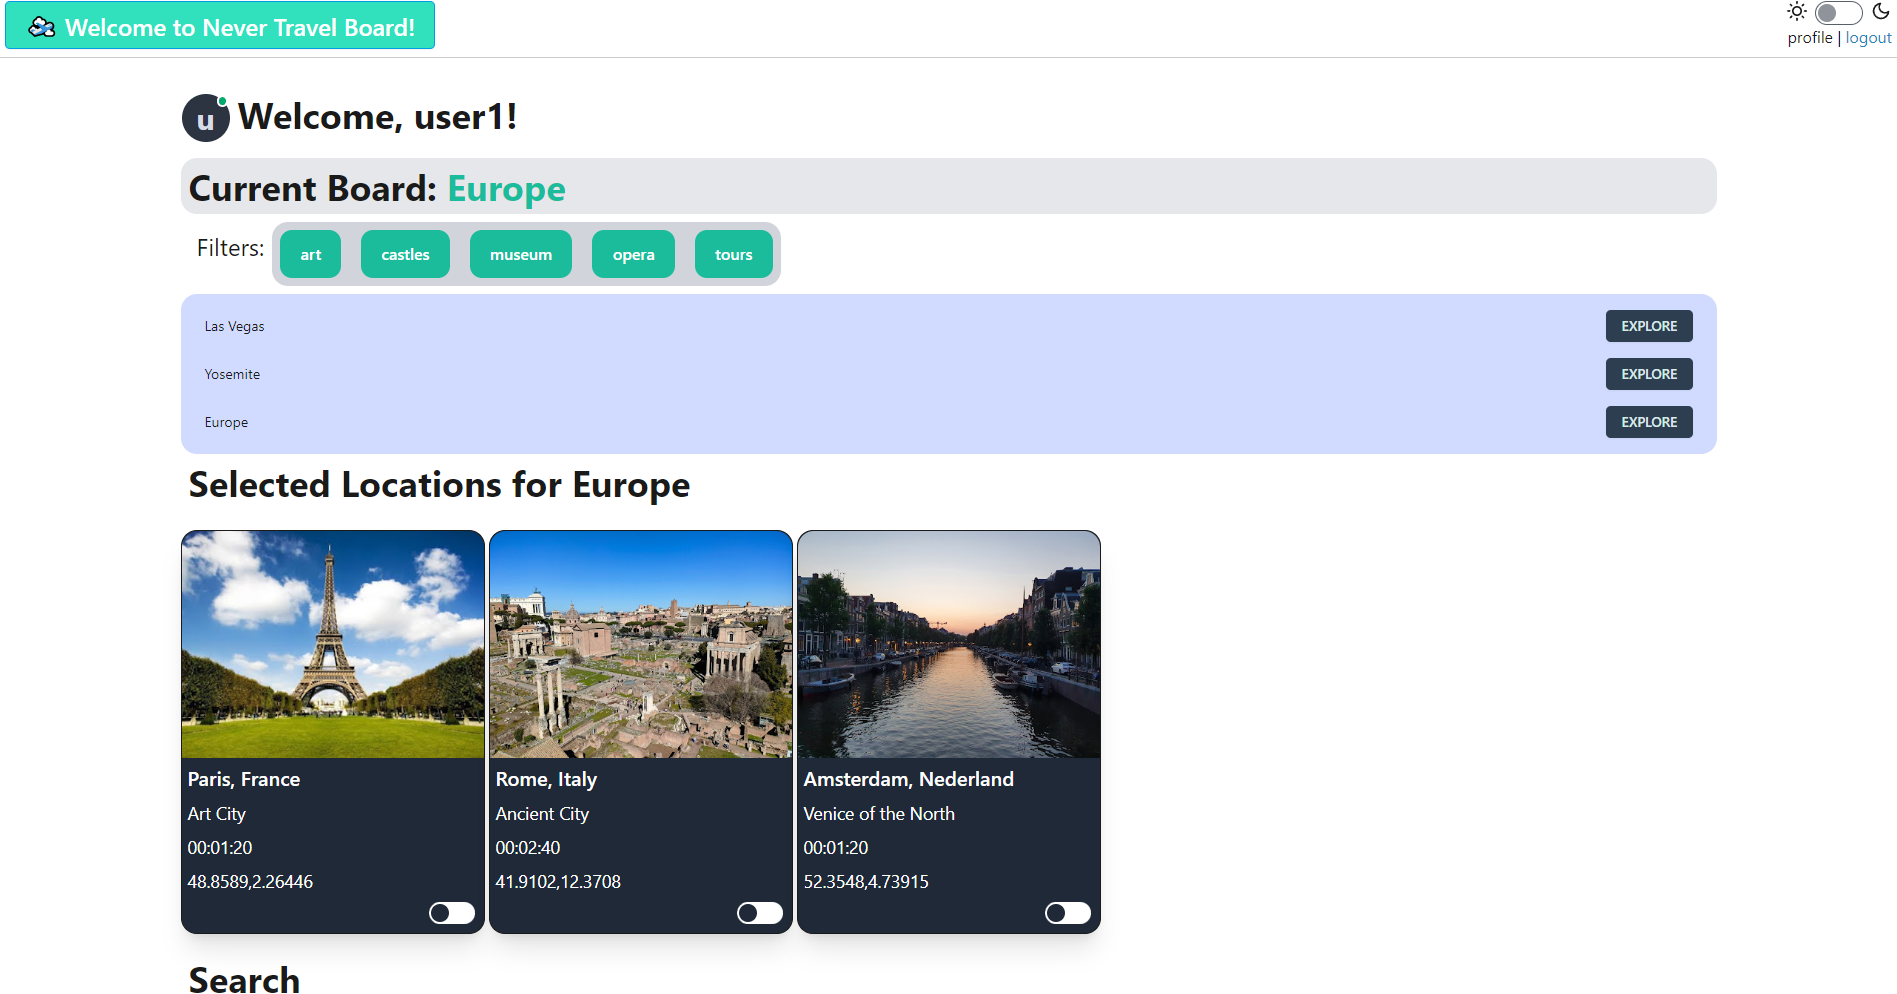 Welcome to Never Travel Board!
profile | logout
u
Welcome, user1!
Current Board: Europe
Filters: art castles museum opera tours
Las Vegas EXPLORE
Yosemite EXPLORE
Europe EXPLORE
Selected Locations for Europe
Paris, France
Art City
00:01:20
48.8589,2.26446
Rome, Italy
Ancient City
00:02:40
41.9102,12.3708
Amsterdam, Nederland
Venice of the North
00:01:20
52.3548,4.73915
Search